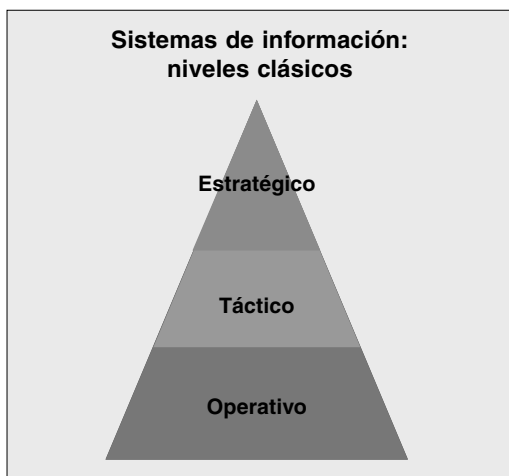 Sistemas de información:
niveles clásicos
Estratégico
Táctico
Operativo